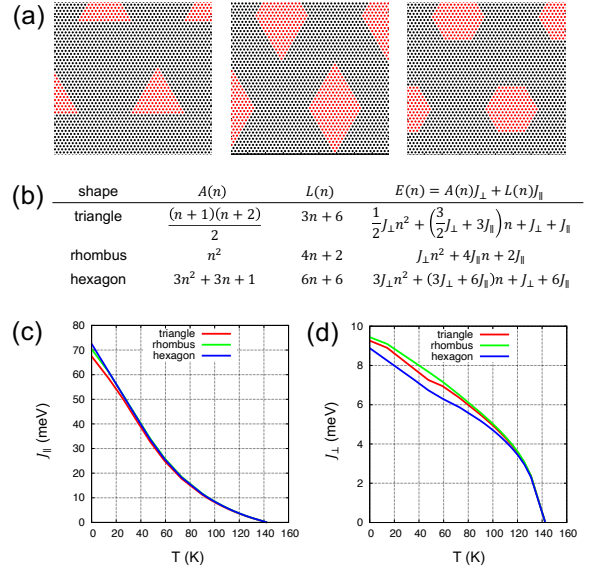 (a)
(b)
shape A(n) L(n) E(n) = A(n)J⊥ + L(n)J∥
triangle (n + 1)(n + 2)/2 3n + 6 1/2 J⊥n² + (3/2 J⊥ + 3J∥)n + J⊥ + J∥
rhombus n² 4n + 2 J⊥n² + 4J∥n + 2J∥
hexagon 3n² + 3n + 1 6n + 6 3J⊥n² + (3J⊥ + 6J∥)n + J⊥ + 6J∥
(c)
80
70
60
50
40
30
20
10
0
J∥ (meV)
triangle
rhombus
hexagon
0 20 40 60 80 100 120 140 160
T (K)
(d)
10
8
6
4
2
0
J⊥ (meV)
triangle
rhombus
hexagon
0 20 40 60 80 100 120 140 160
T (K)